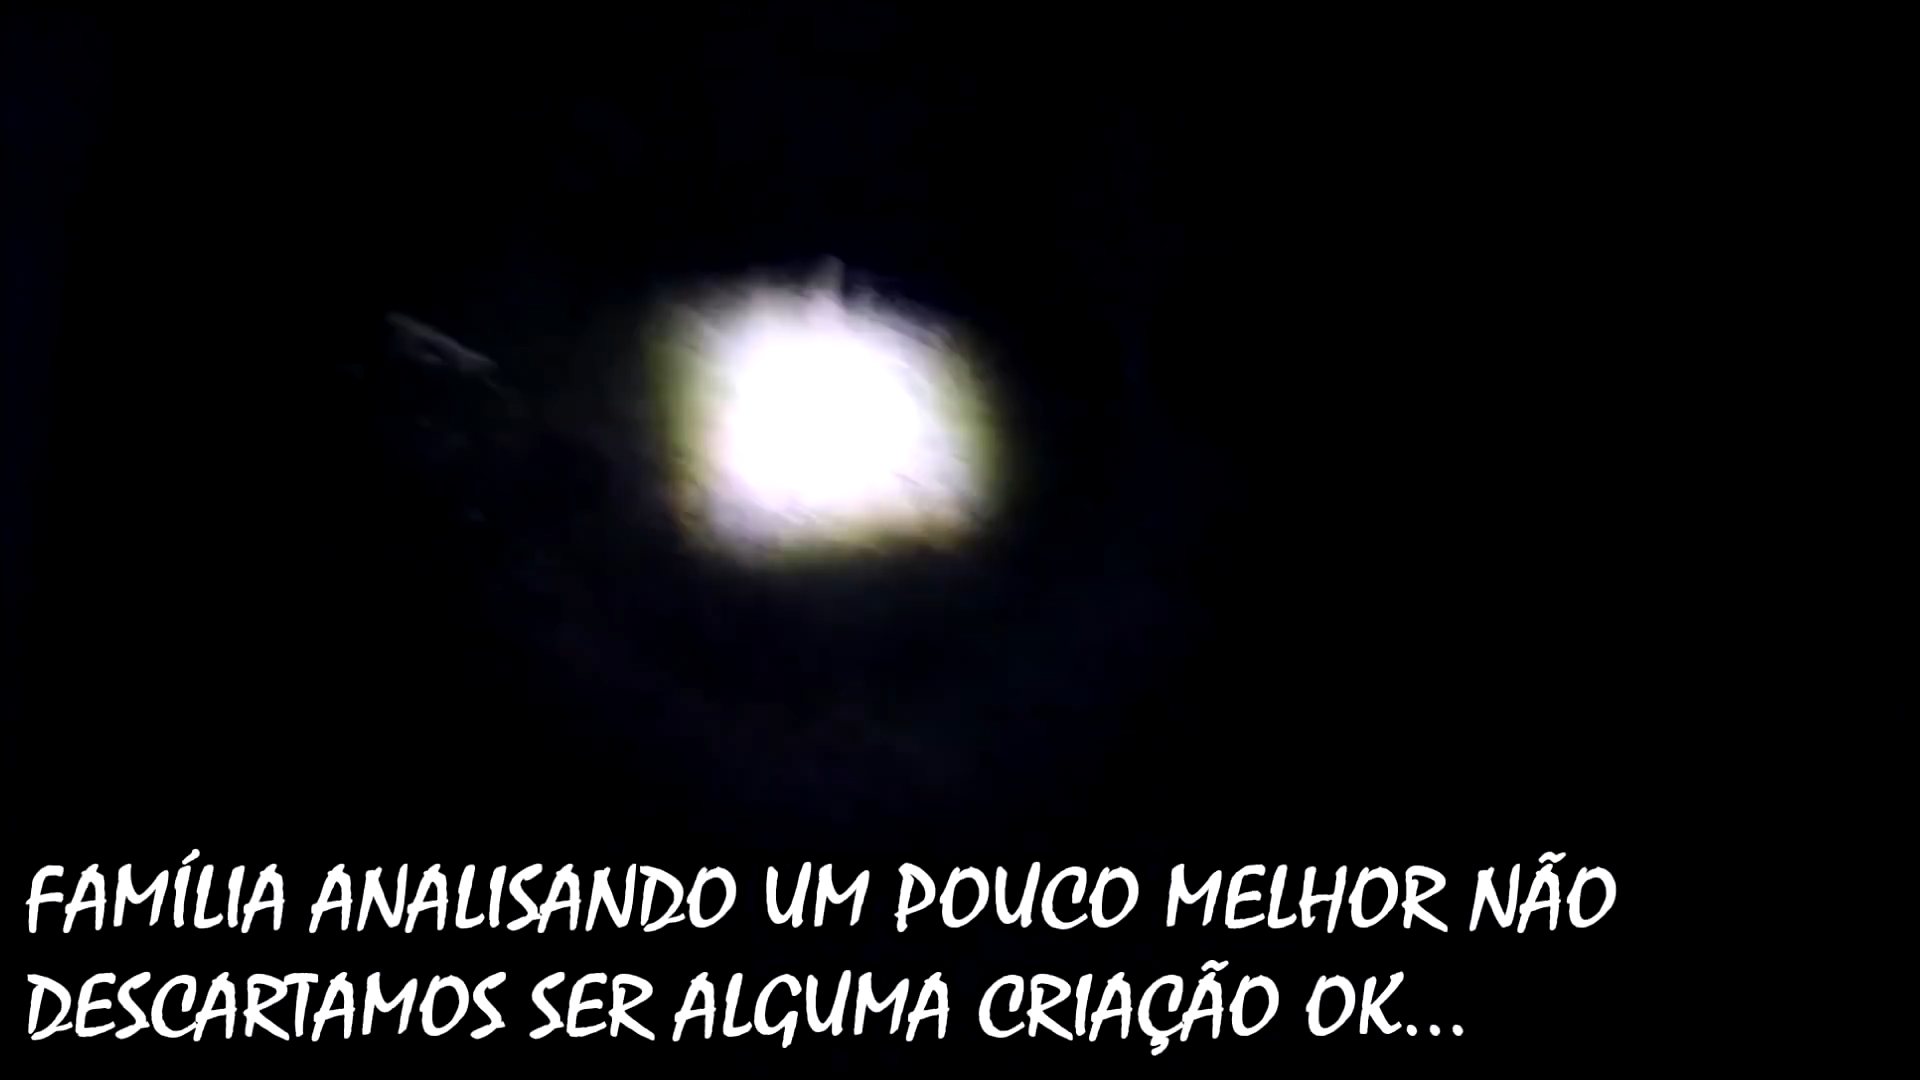 FAMÍLIA ANALISANDO UM POUCO MELHOR NÃO
DESCARTAMOS SER ALGUMA CRIAÇÃO OK...